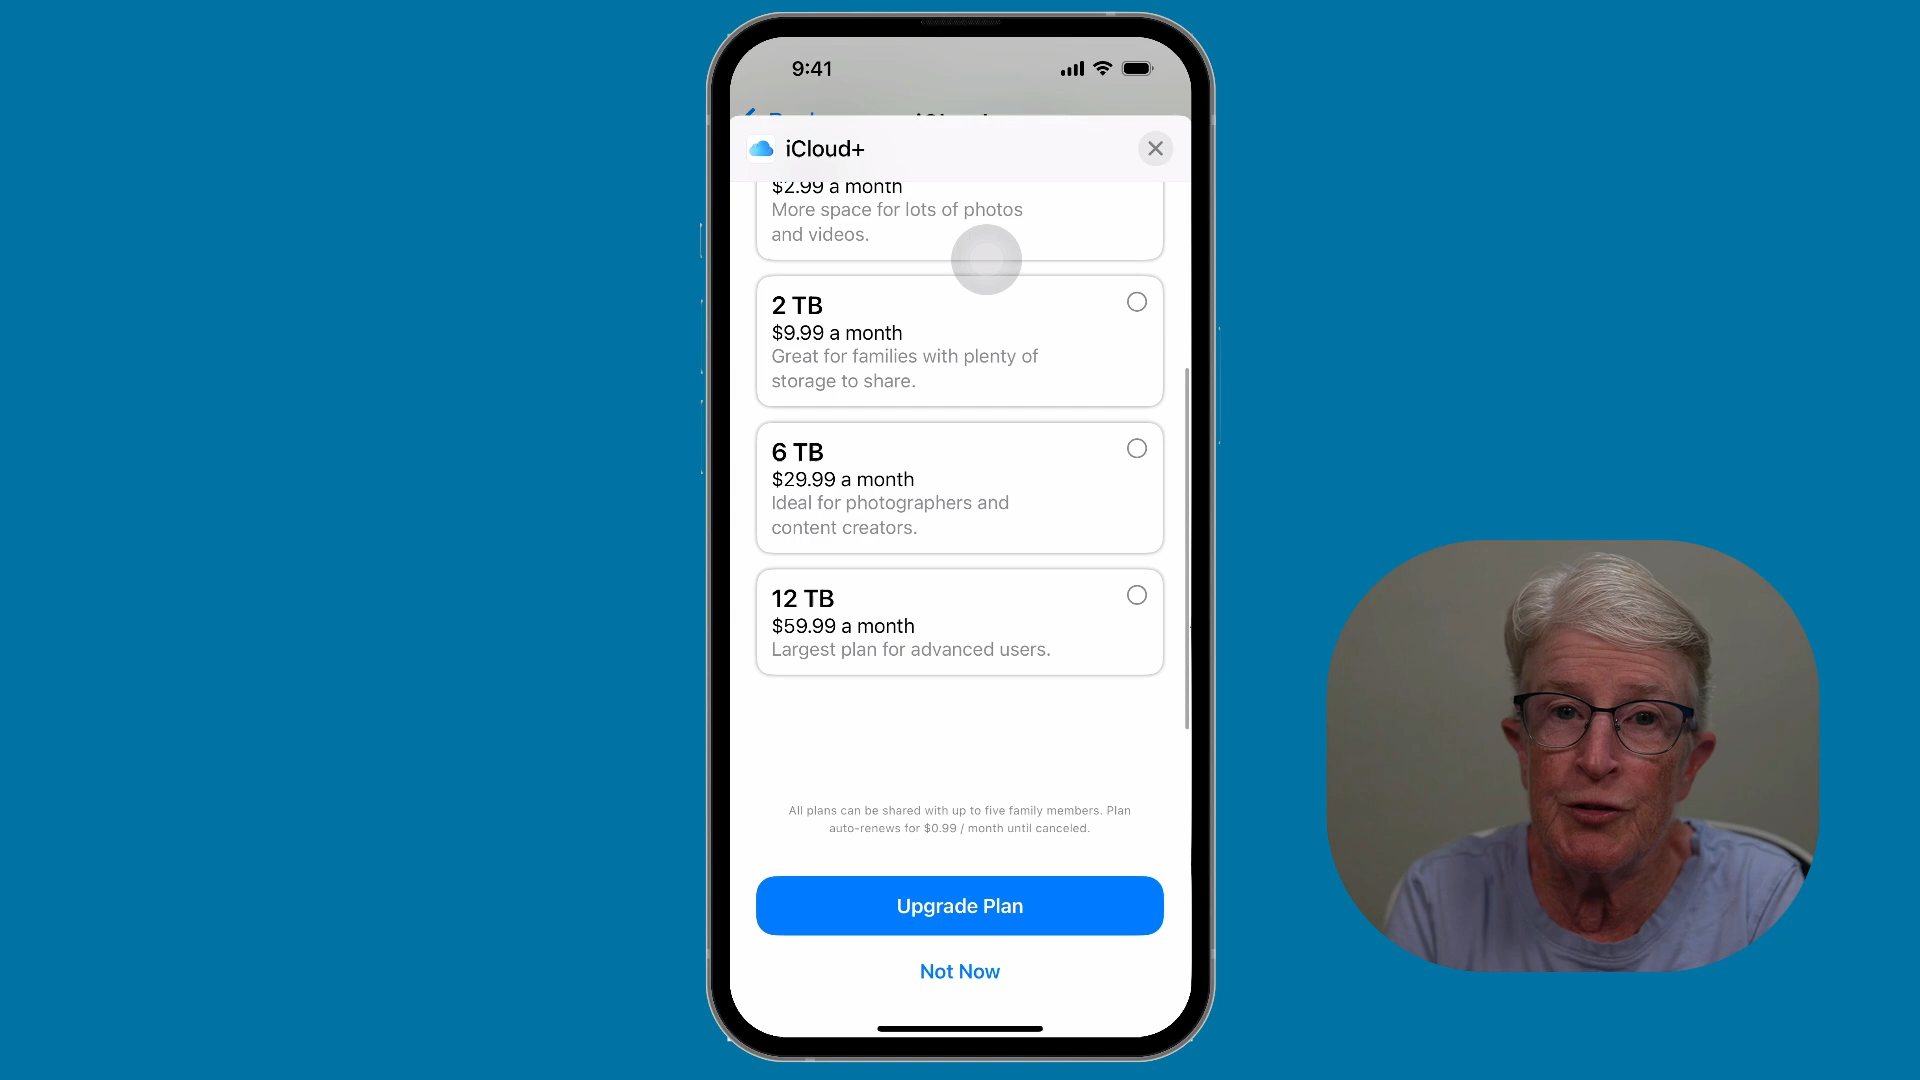 9:41
iCloud+
$2.99 a month
More space for lots of photos
and videos.
2 TB
$9.99 a month
Great for families with plenty of
storage to share.
6 TB
$29.99 a month
Ideal for photographers and
content creators.
12 TB
$59.99 a month
Largest plan for advanced users.
All plans can be shared with up to five family members. Plan
auto-renews for $0.99 / month until canceled.
Upgrade Plan
Not Now